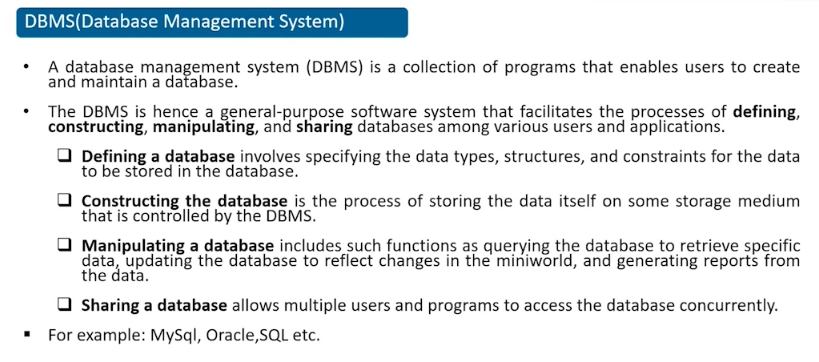 DBMS(Database Management System)
• A database management system (DBMS) is a collection of programs that enables users to create
and maintain a database.
• The DBMS is hence a general-purpose software system that facilitates the processes of defining,
constructing, manipulating, and sharing databases among various users and applications.
❑ Defining a database involves specifying the data types, structures, and constraints for the data
to be stored in the database.
❑ Constructing the database is the process of storing the data itself on some storage medium
that is controlled by the DBMS.
❑ Manipulating a database includes such functions as querying the database to retrieve specific
data, updating the database to reflect changes in the miniworld, and generating reports from
the data.
❑ Sharing a database allows multiple users and programs to access the database concurrently.
▪ For example: MySql, Oracle,SQL etc.